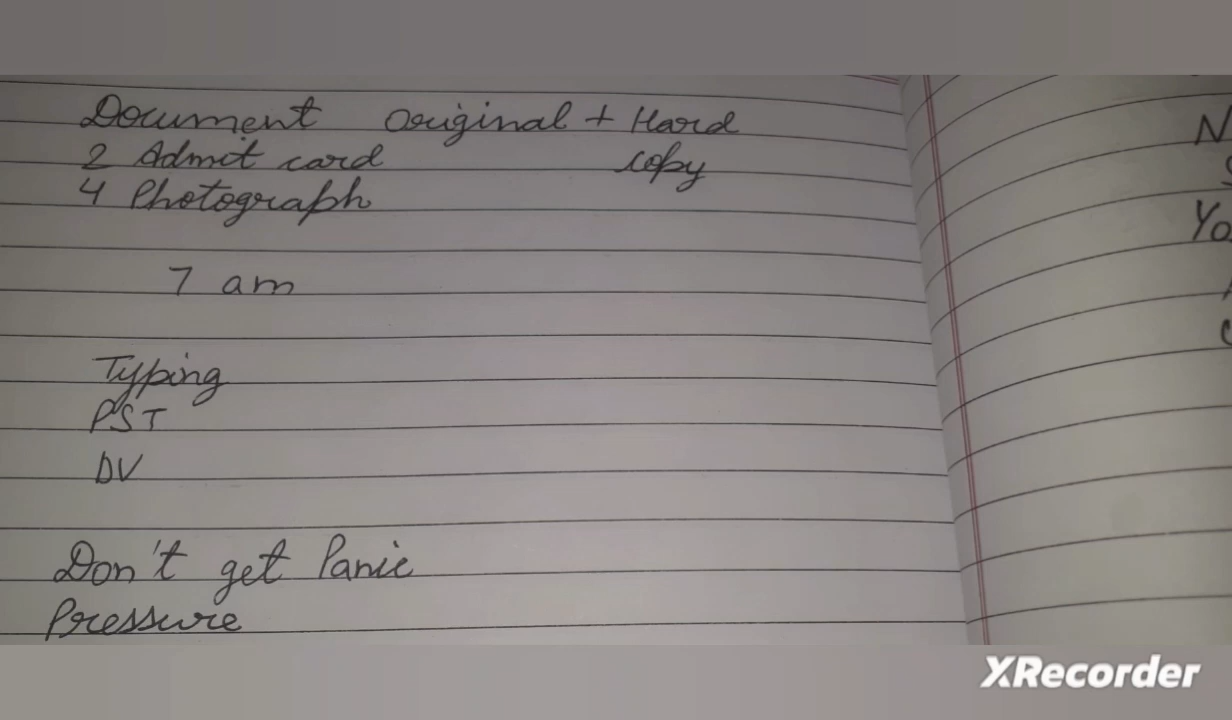 Document Original + Hard
2 Admit card copy
4 Photograph
7 am
Typing
PST
DV
Don't get Panic
Pressure
N
Yo
XRecorder